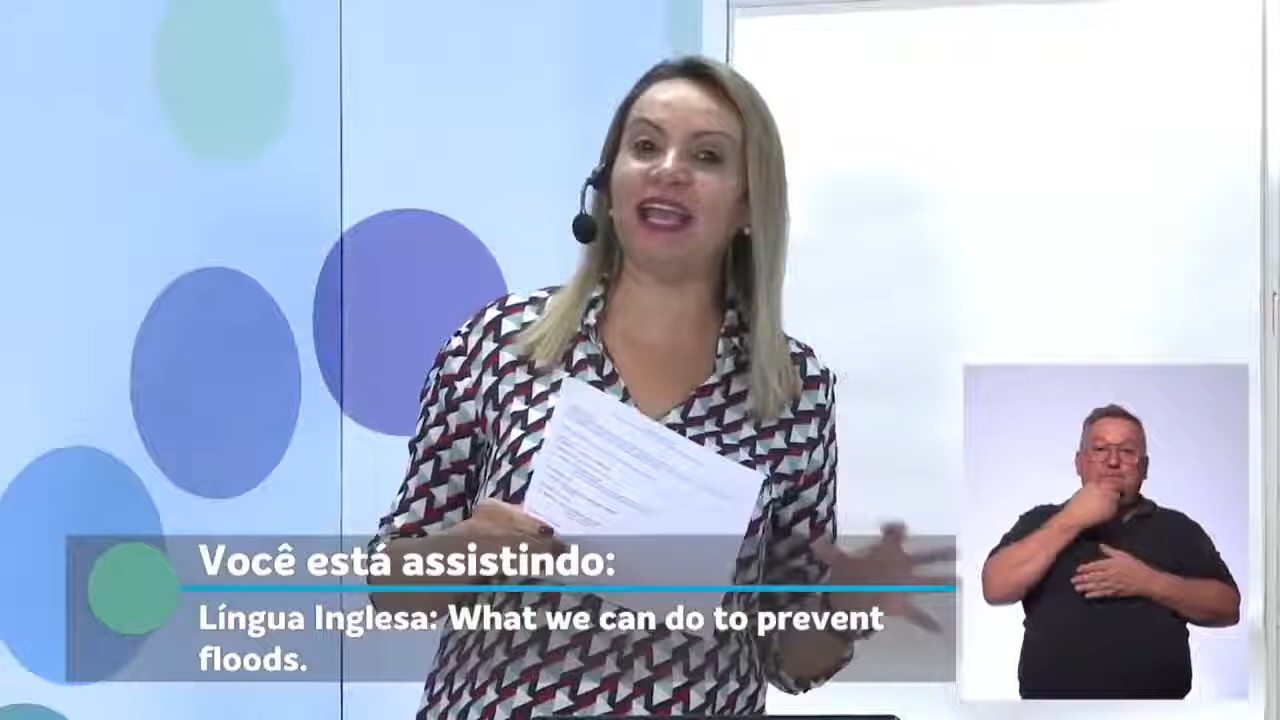 Você está assistindo:
Língua Inglesa: What we can do to prevent
floods.